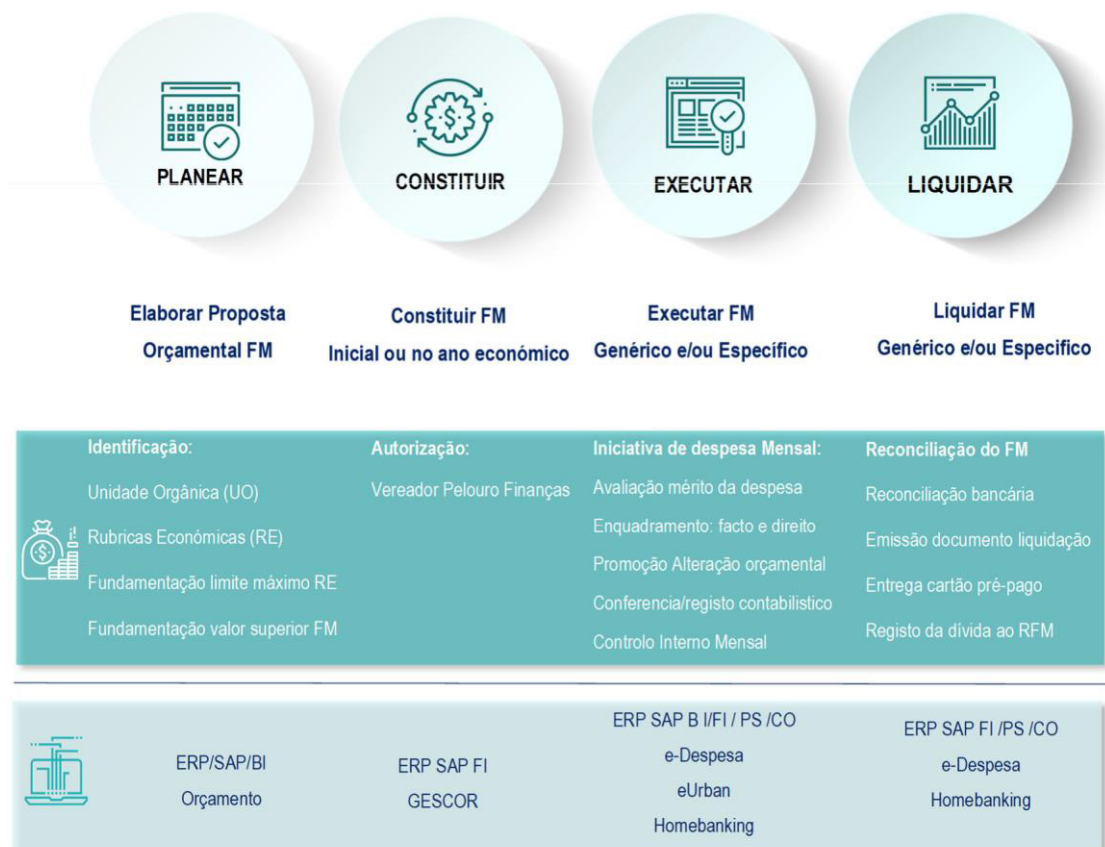 PLANEAR
CONSTITUIR
EXECUTAR
LIQUIDAR
Elaborar Proposta
Orçamental FM
Constituir FM
Inicial ou no ano económico
Executar FM
Genérico e/ou Específico
Liquidar FM
Genérico e/ou Especifico
Identificação:
Unidade Orgânica (UO)
Rubricas Económicas (RE)
Fundamentação limite máximo RE
Fundamentação valor superior FM
Autorização:
Vereador Pelouro Finanças
Iniciativa de despesa Mensal:
Avaliação mérito da despesa
Enquadramento: facto e direito
Promoção Alteração orçamental
Conferencia/registo contabilistico
Controlo Interno Mensal
Reconciliação do FM
Reconciliação bancária
Emissão documento liquidação
Entrega cartão pré-pago
Registo da dívida ao RFM
ERP/SAP/BI
Orçamento
ERP SAP FI
GESCOR
ERP SAP B I/FI / PS /CO
e-Despesa
eUrban
Homebanking
ERP SAP FI /PS /CO
e-Despesa
Homebanking